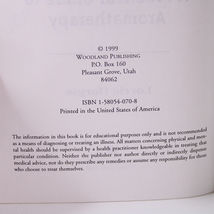 © 1999
WOODLAND PUBLISHING
P.O. BOX 160
PLEASANT GROVE, UTAH
84062
ISBN 1-58054-070-8
Printed in the United States of America
The information in this book is for educational purposes only and is not recommended
as a means of diagnosing or treating an illness. All matters concerning physical and men-
tal health should be supervised by a health practitioner knowledgeable in treating that
particular condition. Neither the publisher nor author directly or indirectly dispense
medical advice, nor do they prescribe any remedies or assume any responsibility for those
who choose to treat themselves.